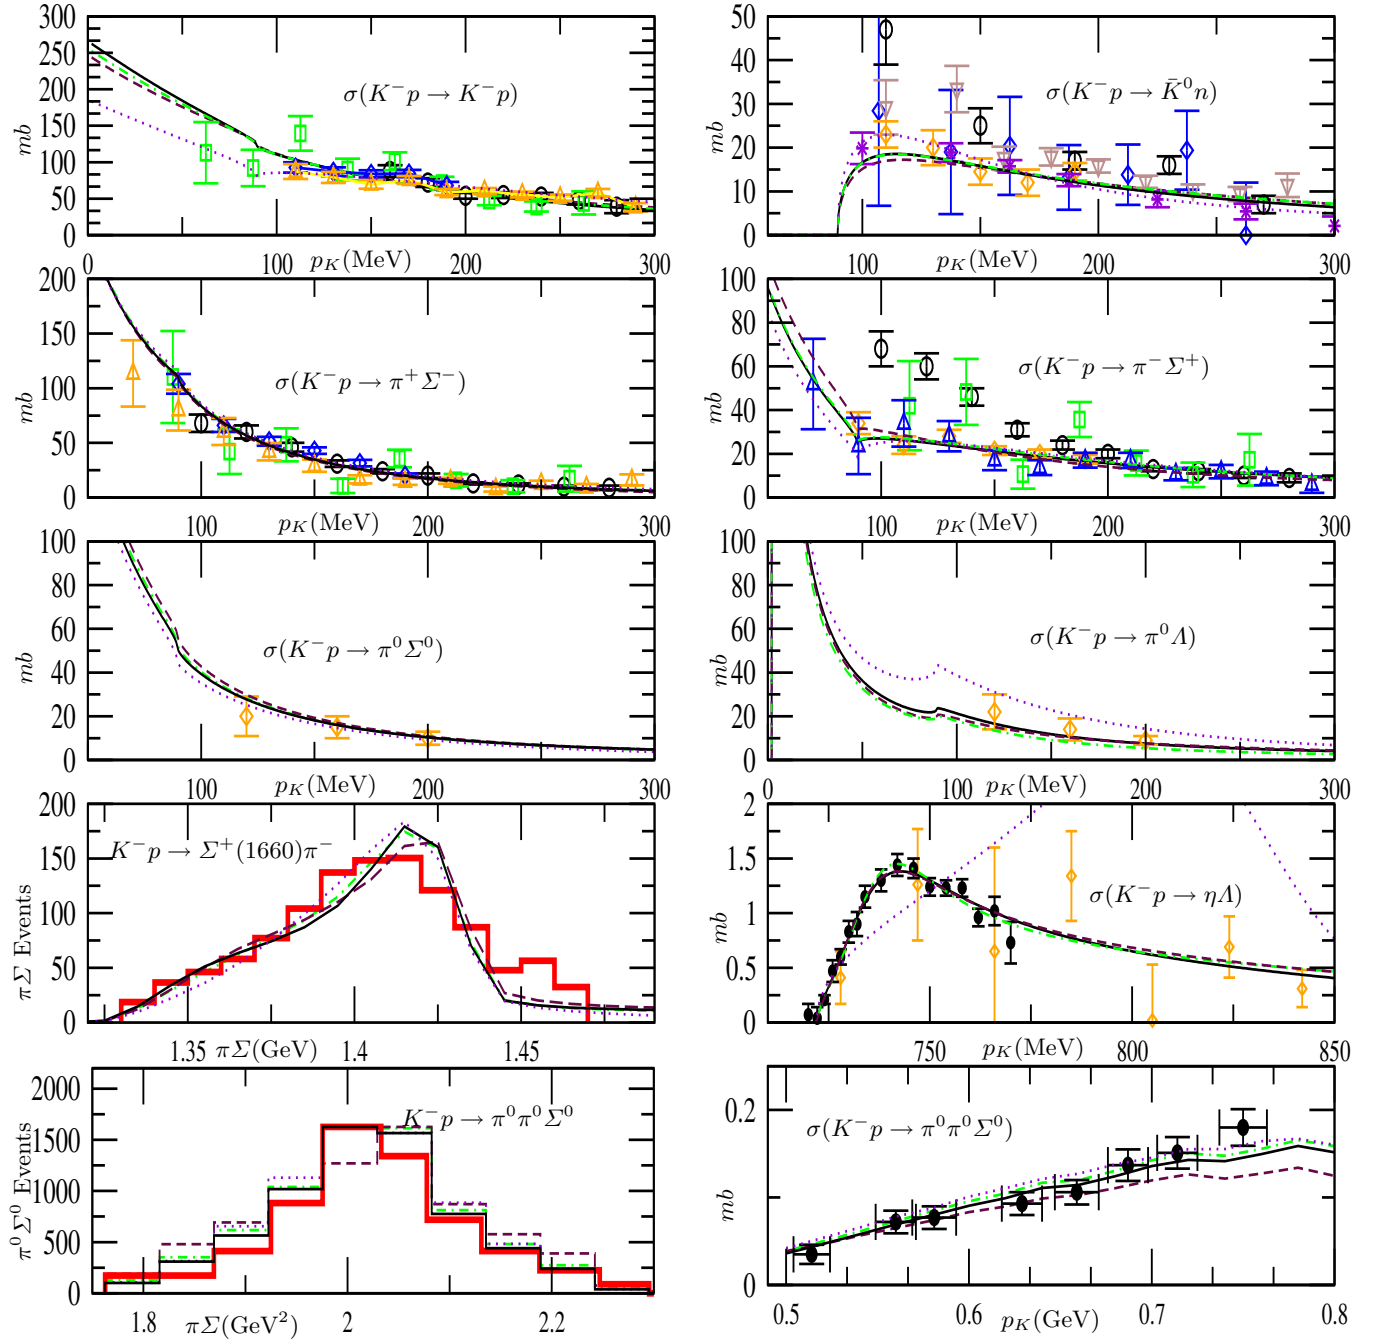 300
250
200
150
100
50
0
mb
σ(K⁻p → K⁻p)
0 100 200 300
p_K(MeV)
50
40
30
20
10
0
mb
σ(K⁻p → K̄⁰n)
100 200 300
p_K(MeV)
200
150
100
50
0
mb
σ(K⁻p → π⁺Σ⁻)
100 200 300
p_K(MeV)
100
80
60
40
20
0
mb
σ(K⁻p → π⁻Σ⁺)
100 200 300
p_K(MeV)
100
80
60
40
20
0
mb
σ(K⁻p → π⁰Σ⁰)
100 200 300
p_K(MeV)
100
80
60
40
20
0
mb
σ(K⁻p → π⁰Λ)
0 100 200 300
p_K(MeV)
200
150
100
50
0
πΣ Events
K⁻p → Σ⁺(1660)π⁻
1.35 1.4 1.45
πΣ(GeV)
2
1.5
1
0.5
0
mb
σ(K⁻p → ηΛ)
750 800 850
p_K(MeV)
2000
1500
1000
500
0
π⁰Σ⁰ Events
K⁻p → π⁰π⁰Σ⁰
1.8 2 2.2
πΣ(GeV²)
0.2
0
mb
σ(K⁻p → π⁰π⁰Σ⁰)
0.5 0.6 0.7 0.8
p_K(MeV)